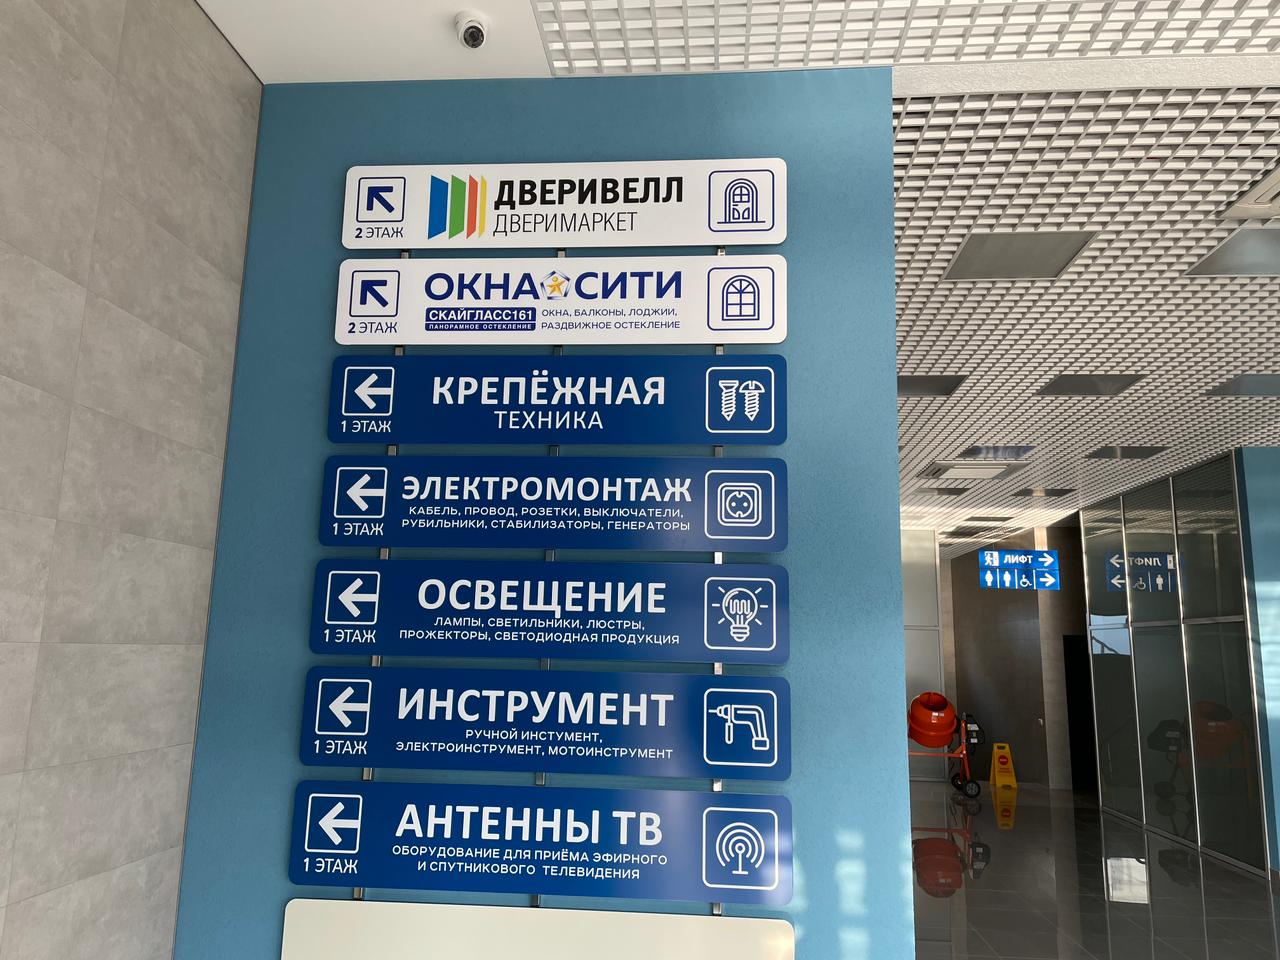 2 ЭТАЖ
ДВЕРИВЕЛЛ
ДВЕРИМАРКЕТ
2 ЭТАЖ
ОКНА СИТИ
СКАЙГЛАСС161
ПАНОРАМНОЕ ОСТЕКЛЕНИЕ
ОКНА, БАЛКОНЫ, ЛОДЖИИ,
РАЗДВИЖНОЕ ОСТЕКЛЕНИЕ
1 ЭТАЖ
КРЕПЁЖНАЯ
ТЕХНИКА
1 ЭТАЖ
ЭЛЕКТРОМОНТАЖ
КАБЕЛЬ, ПРОВОД, РОЗЕТКИ, ВЫКЛЮЧАТЕЛИ,
РУБИЛЬНИКИ, СТАБИЛИЗАТОРЫ, ГЕНЕРАТОРЫ
1 ЭТАЖ
ОСВЕЩЕНИЕ
ЛАМПЫ, СВЕТИЛЬНИКИ, ЛЮСТРЫ,
ПРОЖЕКТОРЫ, СВЕТОДИОДНАЯ ПРОДУКЦИЯ
1 ЭТАЖ
ИНСТРУМЕНТ
РУЧНОЙ ИНСТУМЕНТ,
ЭЛЕКТРОИНСТРУМЕНТ, МОТОИНСТРУМЕНТ
1 ЭТАЖ
АНТЕННЫ ТВ
ОБОРУДОВАНИЕ ДЛЯ ПРИЁМА ЭФИРНОГО
И СПУТНИКОВОГО ТЕЛЕВИДЕНИЯ
ЛИФТ